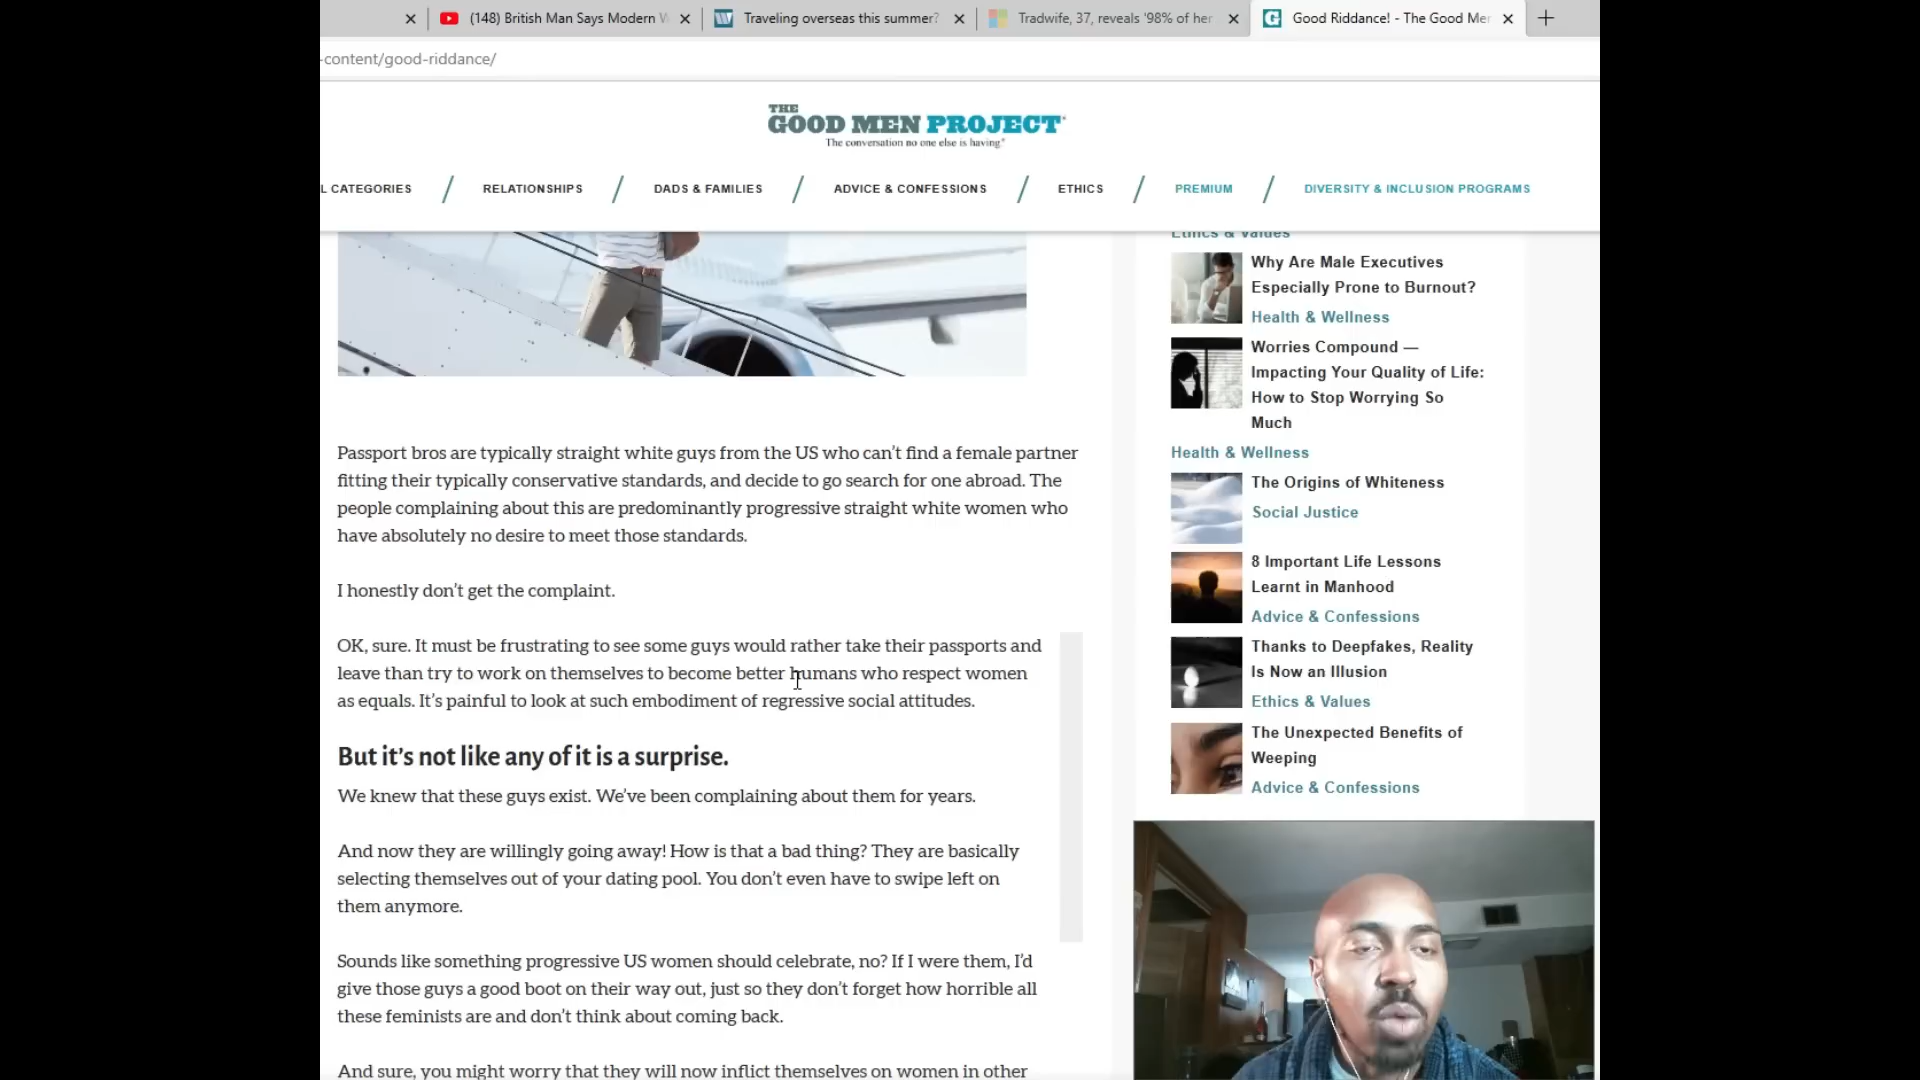 (148) British Man Says Modern W
Traveling overseas this summer?
Tradwife, 37, reveals '98% of her
Good Riddance! - The Good Mer
-content/good-riddance/
THE
GOOD MEN PROJECT
"The conversation no one else is having"
L CATEGORIES
RELATIONSHIPS
DADS & FAMILIES
ADVICE & CONFESSIONS
ETHICS
PREMIUM
DIVERSITY & INCLUSION PROGRAMS
Passport bros are typically straight white guys from the US who can't find a female partner
fitting their typically conservative standards, and decide to go search for one abroad. The
people complaining about this are predominantly progressive straight white women who
have absolutely no desire to meet those standards.
I honestly don't get the complaint.
OK, sure. It must be frustrating to see some guys would rather take their passports and
leave than try to work on themselves to become better humans who respect women
as equals. It's painful to look at such embodiment of regressive social attitudes.
But it's not like any of it is a surprise.
We knew that these guys exist. We've been complaining about them for years.
And now they are willingly going away! How is that a bad thing? They are basically
selecting themselves out of your dating pool. You don't even have to swipe left on
them anymore.
Sounds like something progressive US women should celebrate, no? If I were them, I'd
give those guys a good boot on their way out, just so they don't forget how horrible all
these feminists are and don't think about coming back.
And sure, you might worry that they will now inflict themselves on women in other
Ethics & Values
Why Are Male Executives
Especially Prone to Burnout?
Health & Wellness
Worries Compound —
Impacting Your Quality of Life:
How to Stop Worrying So
Much
Health & Wellness
The Origins of Whiteness
Social Justice
8 Important Life Lessons
Learnt in Manhood
Advice & Confessions
Thanks to Deepfakes, Reality
Is Now an Illusion
Ethics & Values
The Unexpected Benefits of
Weeping
Advice & Confessions